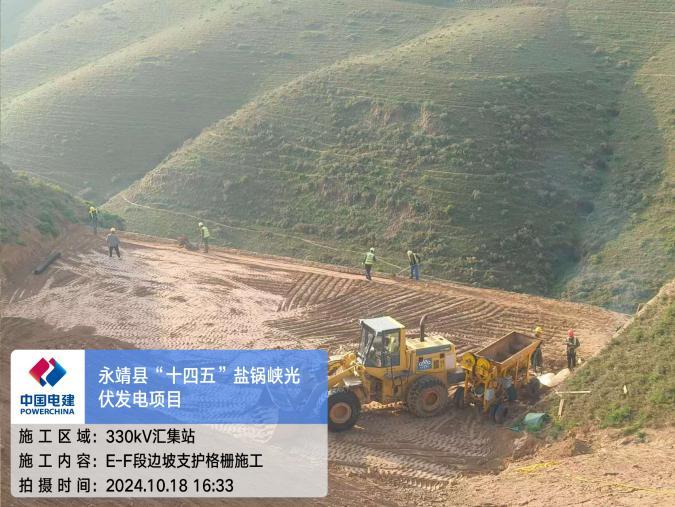 中国电建
POWERCHINA
永靖县“十四五”盐锅峡光
伏发电项目
施工区域：330kV汇集站
施工内容：E-F段边坡支护格栅施工
拍摄时间：2024.10.18 16:33